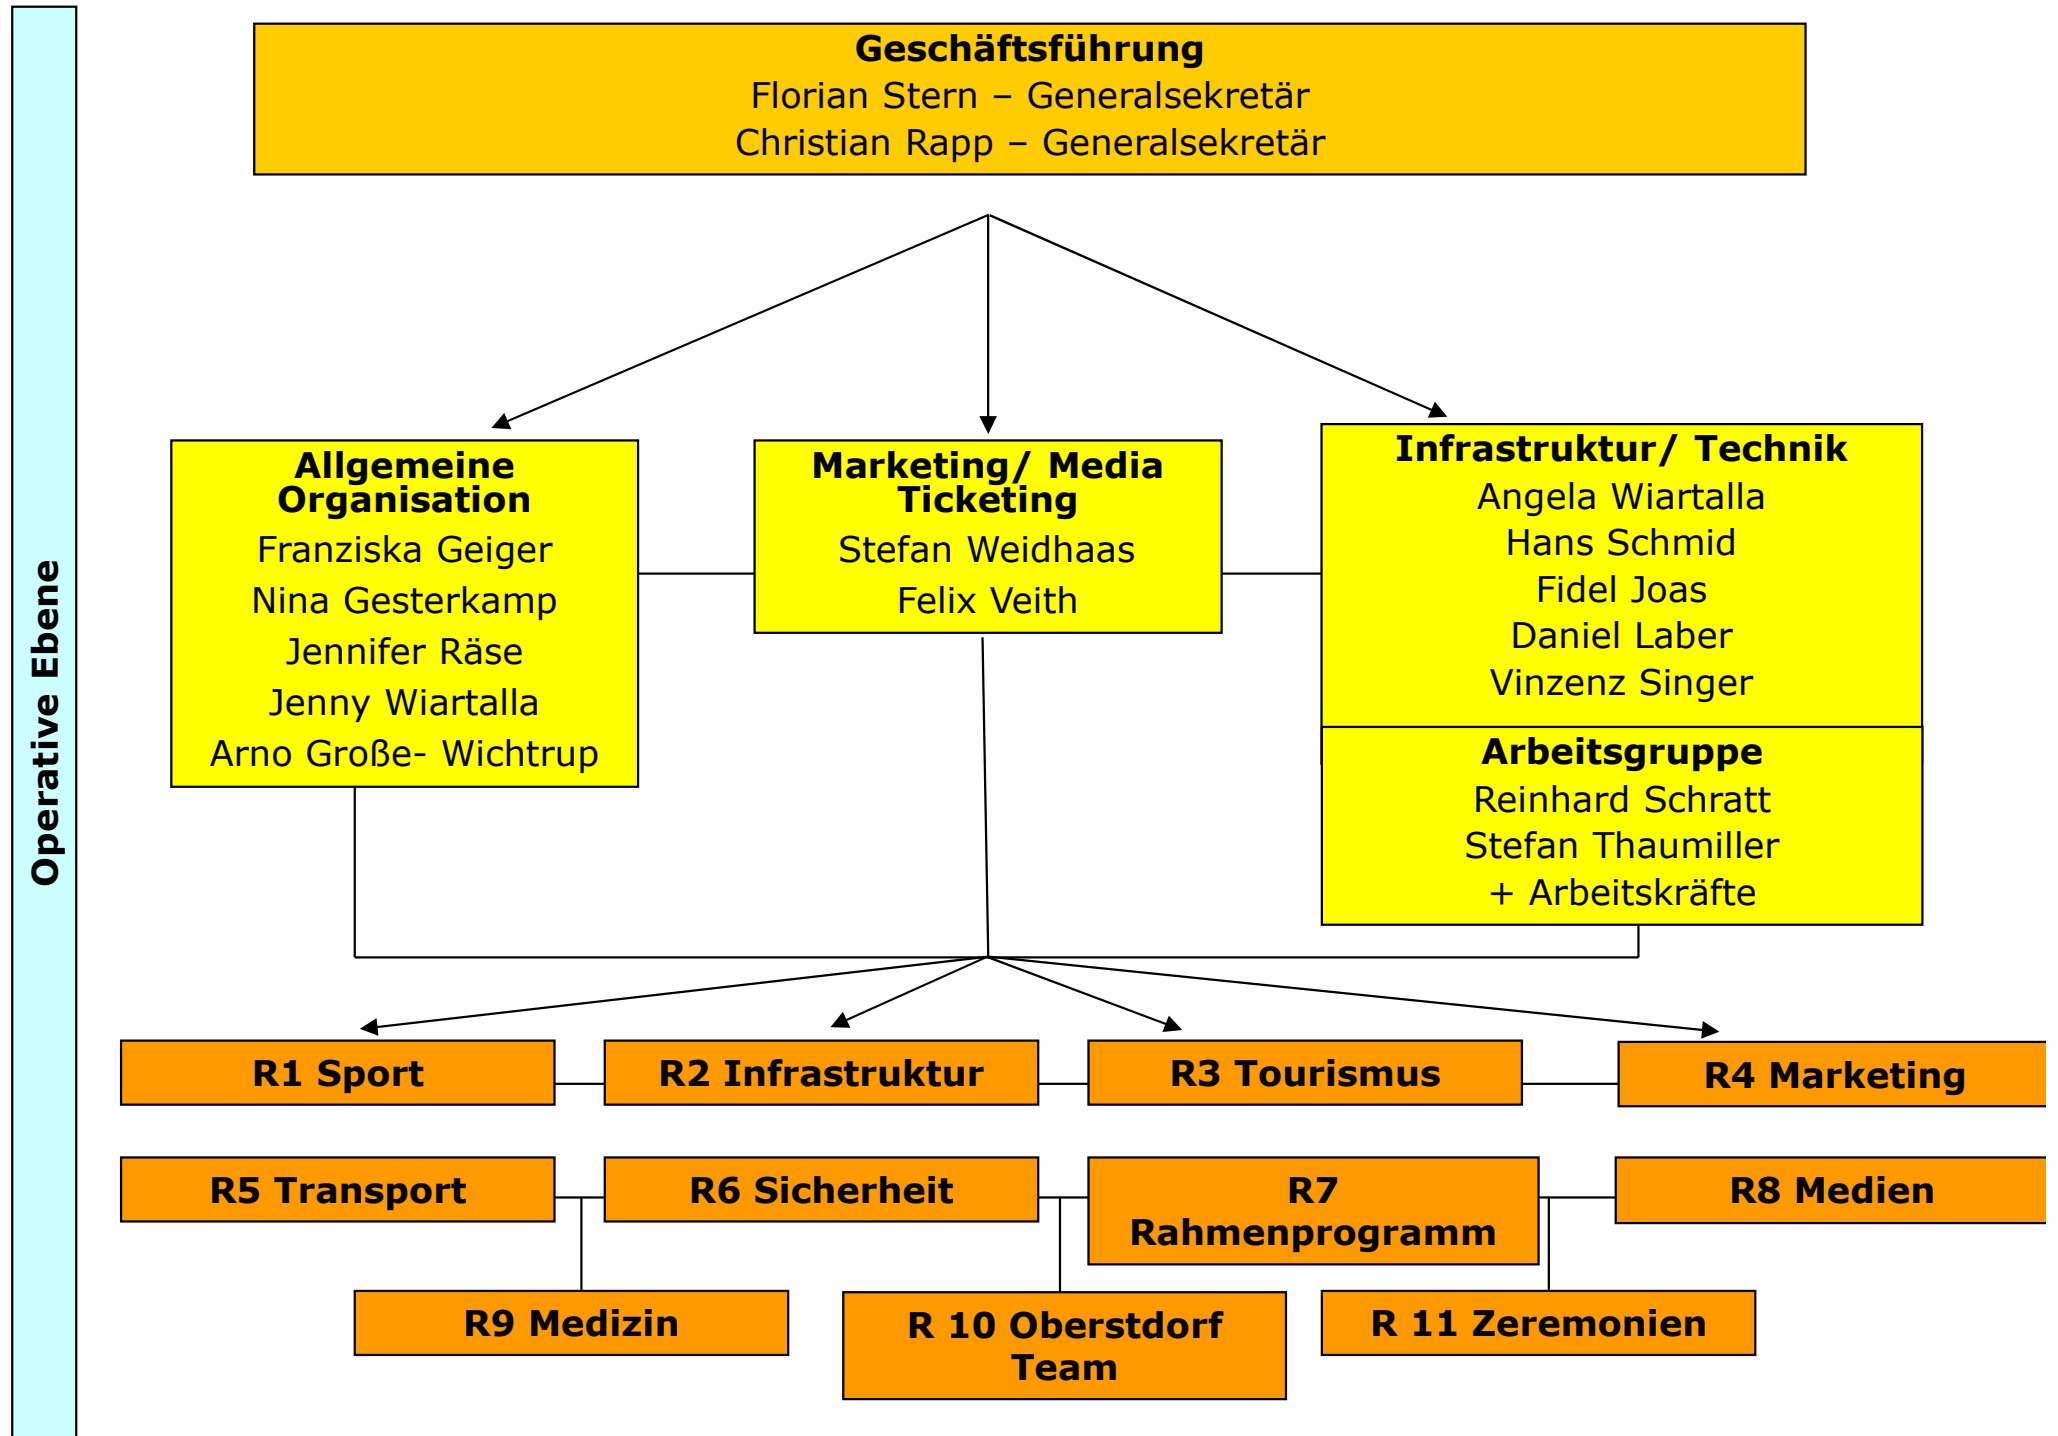 Operative Ebene
Geschäftsführung
Florian Stern – Generalsekretär
Christian Rapp – Generalsekretär
Allgemeine
Organisation
Franziska Geiger
Nina Gesterkamp
Jennifer Räse
Jenny Wiartalla
Arno Große- Wichtrup
Marketing/ Media
Ticketing
Stefan Weidhaas
Felix Veith
Infrastruktur/ Technik
Angela Wiartalla
Hans Schmid
Fidel Joas
Daniel Laber
Vinzenz Singer
Arbeitsgruppe
Reinhard Schratt
Stefan Thaumiller
+ Arbeitskräfte
R1 Sport
R2 Infrastruktur
R3 Tourismus
R4 Marketing
R5 Transport
R6 Sicherheit
R7
Rahmenprogramm
R8 Medien
R9 Medizin
R 10 Oberstdorf
Team
R 11 Zeremonien